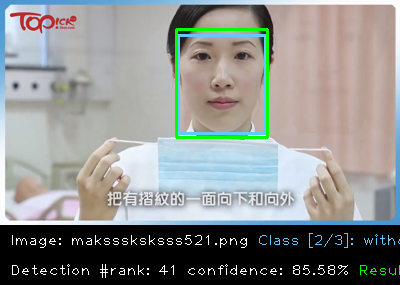 TOPick
把有摺紋的一面向下和向外
Image: maksssksksss521.png Class [2/3]: witho
Detection #rank: 41 confidence: 85.58% Resul